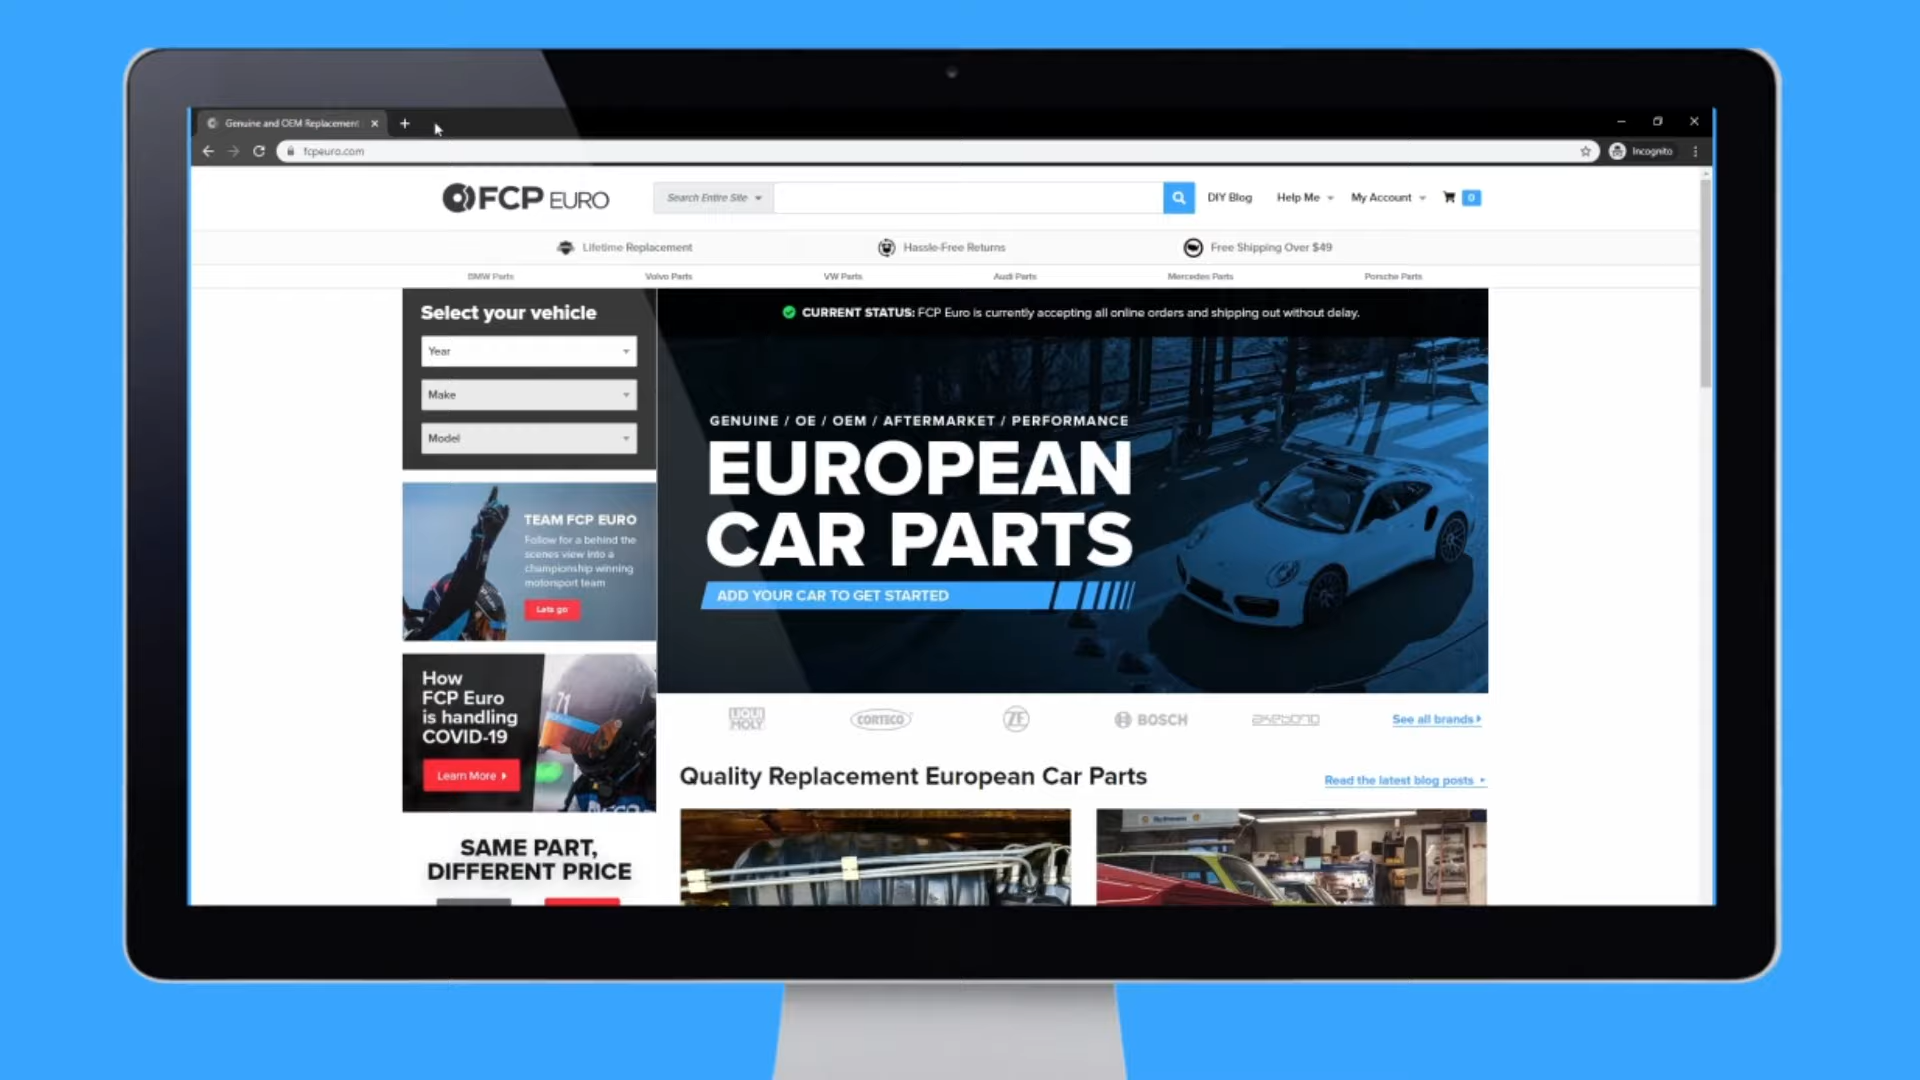 Genuine and OEM Replacement
fcpeuro.com
Incognito
FCP EURO
Search Entire Site
DIY Blog
Help Me
My Account
0
Lifetime Replacement
Hassle-Free Returns
Free Shipping Over $49
BMW Parts
Volvo Parts
VW Parts
Audi Parts
Mercedes Parts
Porsche Parts
Select your vehicle
Year
Make
Model
CURRENT STATUS: FCP Euro is currently accepting all online orders and shipping out without delay.
GENUINE / OE / OEM / AFTERMARKET / PERFORMANCE
EUROPEAN
CAR PARTS
ADD YOUR CAR TO GET STARTED
TEAM FCP EURO
Follow for a behind the
scenes view into a
championship winning
motorsport team
Lets go
How
FCP Euro
is handling
COVID-19
Learn More
71
LIQUI
MOLY
CORTECO
ZF
BOSCH
akebono
See all brands
Quality Replacement European Car Parts
Read the latest blog posts
SAME PART,
DIFFERENT PRICE